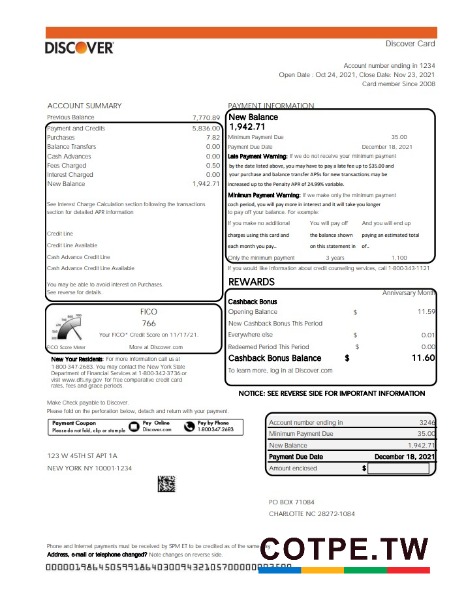 DISCOVER
Discover Card
Account number ending in 1234
Open Date : Oct 24, 2021, Close Date: Nov 23, 2021
Card member Since 2008
ACCOUNT SUMMARY
Previous Balance 7,770.89
Payment and Credits 5,836.00
Purchases 7.82
Balance Transfers 0.00
Cash Advances 0.00
Fees Charged 0.50
Interest Charged 0.00
New Balance 1,942.71
See Interest Charge Calculation section following the transactions
section for detailed APR Information
Credit Line
Credit Line Available
Cash Advance Credit Line
Cash Advance Credit Line Available
You may be able to avoid interest on Purchases.
See reverse for details
PAYMENT INFORMATION
New Balance
1,942.71
Minimum Payment Due 35.00
Payment Due Date December 18, 2021
Late Payment Warning: If we do not receive your minimum payment
by the date listed above, you may have to pay a late fee up to $35.00 and
your purchase and balance transfer APRs for new transactions may be
increased up to the Penalty APR of 24.99% variable.
Minimum Payment Warning: If you make only the minimum payment
each period, you will pay more in interest and it will take you longer
to pay off your balance. For example:
If you make no additional You will pay off And you will end up
charges using this card and the balance shown paying an estimated total
each month you pay... on this statement in of...
Only the minimum payment 3 years 1,100
If you would like information about credit counselling services, call 1-800-343-1121
FICO
766
Your FICO® Credit Score on 11/17/21.
FICO Score Meter More at Discover.com
New Your Residents: For more information call us at
1-800-347-2683. You may contact the New York State
Department of Financial Services at 1-800-342-3736 or
visit www.dfs.ny.gov for free comparative credit card
rates, fees and grace periods.
REWARDS
Anniversary Month
Cashback Bonus
Opening Balance $ 11.59
New Cashback Bonus This Period
Everywhere else $ 0.01
Redeemed Period This Period $ 0.00
Cashback Bonus Balance $ 11.60
To learn more, log in at Discover.com
NOTICE: SEE REVERSE SIDE FOR IMPORTANT INFORMATION
Make Check payable to Discover.
Please fold on the perforation below, detach and return with your payment
Payment Coupon
Please do not fold, clip or staple
Pay Online
Discover.com
Pay by Phone
1.800.347.2683
Account number ending in 3246
Minimum Payment Due 35.00
New Balance 1,942.71
Payment Due Date December 18, 2021
Amount enclosed $
123 W 45TH ST APT 1A
NEW YORK NY 10001-1234
PO BOX 71084
CHARLOTTE NC 28272-1084
Phone and Internet payments must be received by 5PM ET to be credited as of the same
Address, e-mail or telephone changed? Note changes on reverse side.
COTPE.TW